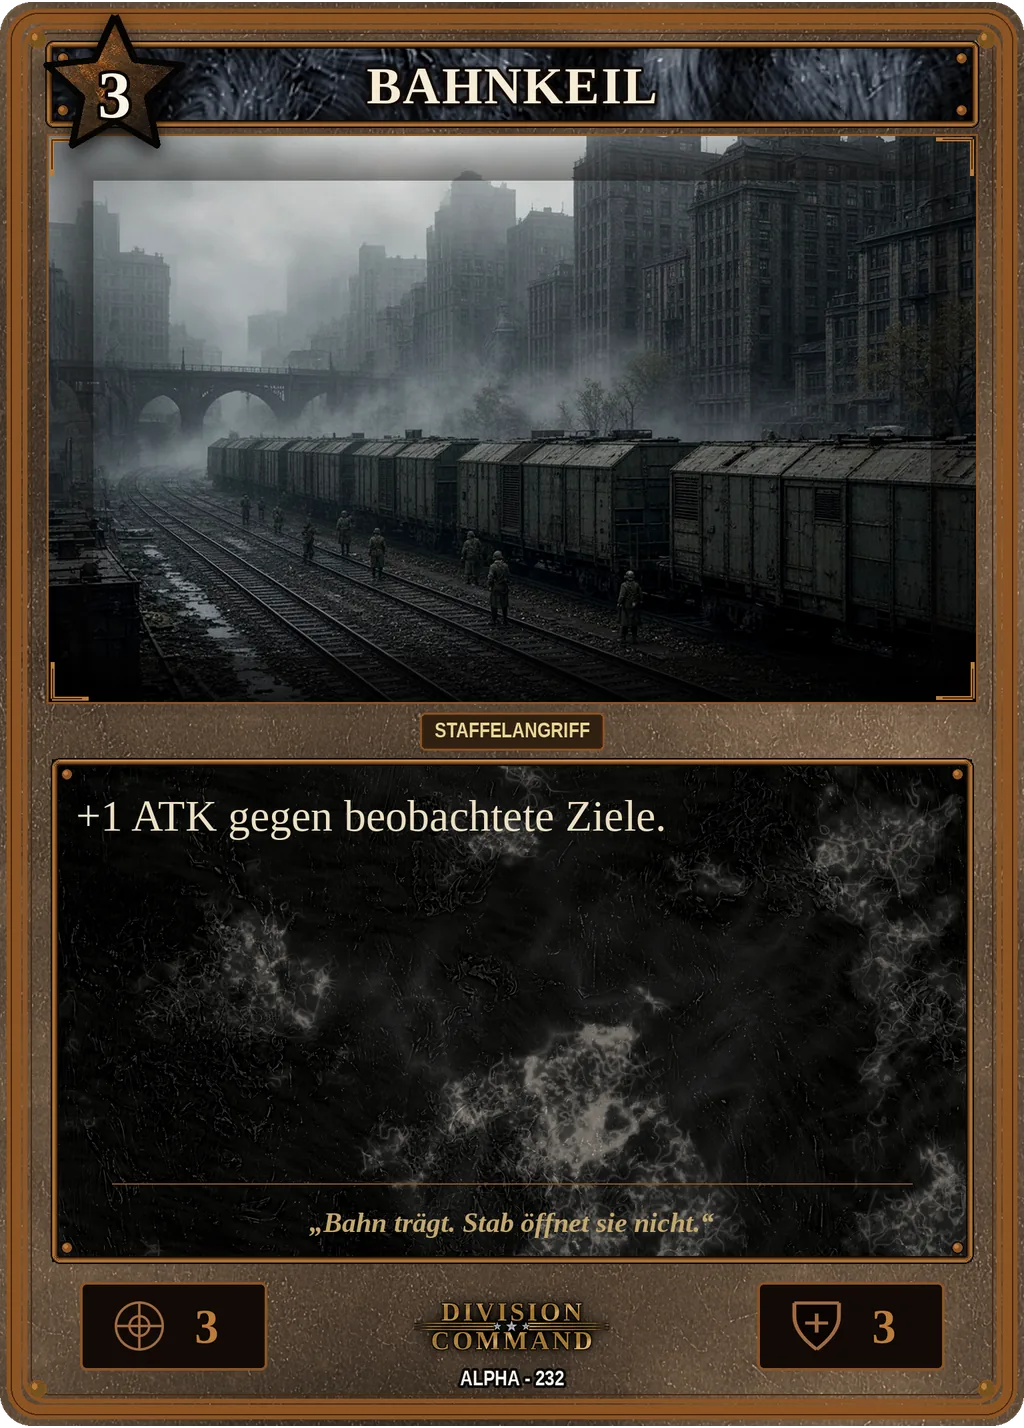 3
BAHNKEIL
STAFFELANGRIFF
+1 ATK gegen beobachtete Ziele.
„Bahn trägt. Stab öffnet sie nicht.“
3
DIVISION
COMMAND
3
ALPHA - 232